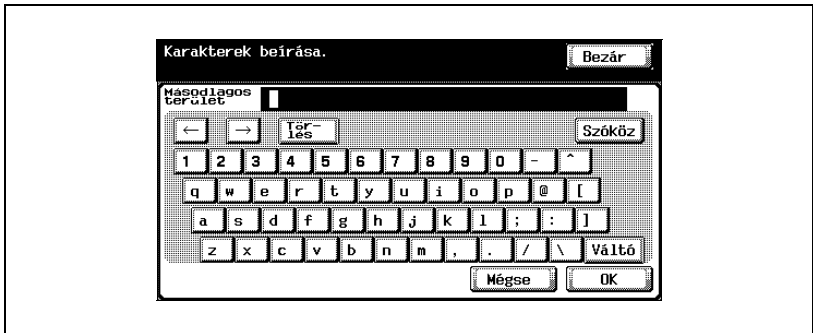 Karakterek beírása.
Bezár
Másodlagos
terület
← → Tör-
lés
Szóköz
1 2 3 4 5 6 7 8 9 0 - ^
q w e r t y u i o p @ [
a s d f g h j k l ; : ]
z x c v b n m , . / \ Váltó
Mégse OK